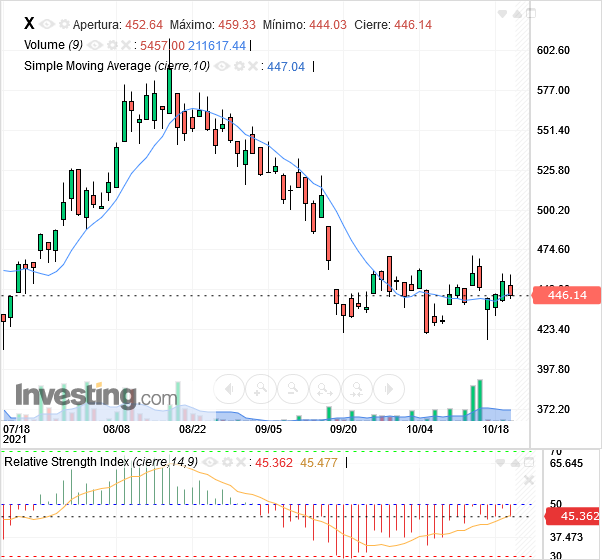 X Apertura: 452.64 Máximo: 459.33 Mínimo: 444.03 Cierre: 446.14
Volume (9) : 5457.00 211617.44
Simple Moving Average (cierre,10) : 447.04
602.60
577.00
551.40
525.80
500.20
474.60
446.14
423.40
397.80
372.20
Investing.com
07/18 08/08 08/22 09/05 09/20 10/04 10/18
2021
Relative Strength Index (cierre,14,9) : 45.362 45.477
70
65.645
50
45.362
37.473
30